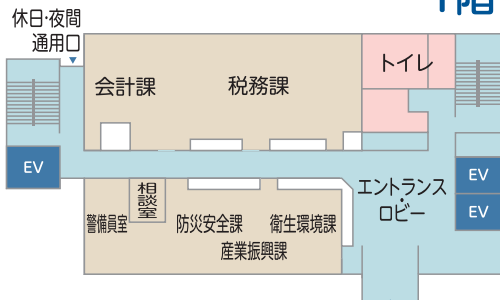 1階
休日・夜間
通用口
トイレ
会計課
税務課
EV
EV
EV
エントランス・
ロビー
相談室
警備員室
防災安全課
衛生環境課
産業振興課